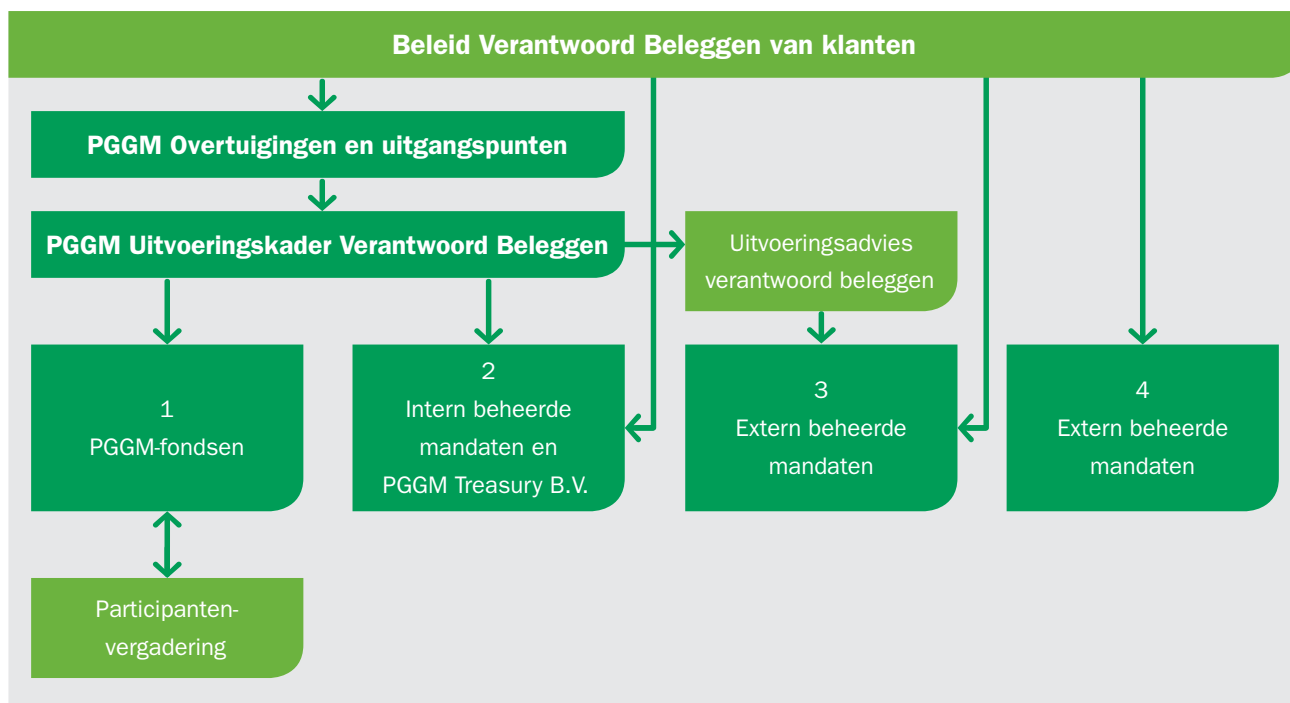 Beleid Verantwoord Beleggen van klanten
PGGM Overtuigingen en uitgangspunten
PGGM Uitvoeringskader Verantwoord Beleggen
Uitvoeringsadvies
verantwoord beleggen
1
PGGM-fondsen
2
Intern beheerde
mandaten en
PGGM Treasury B.V.
3
Extern beheerde
mandaten
4
Extern beheerde
mandaten
Participanten-
vergadering